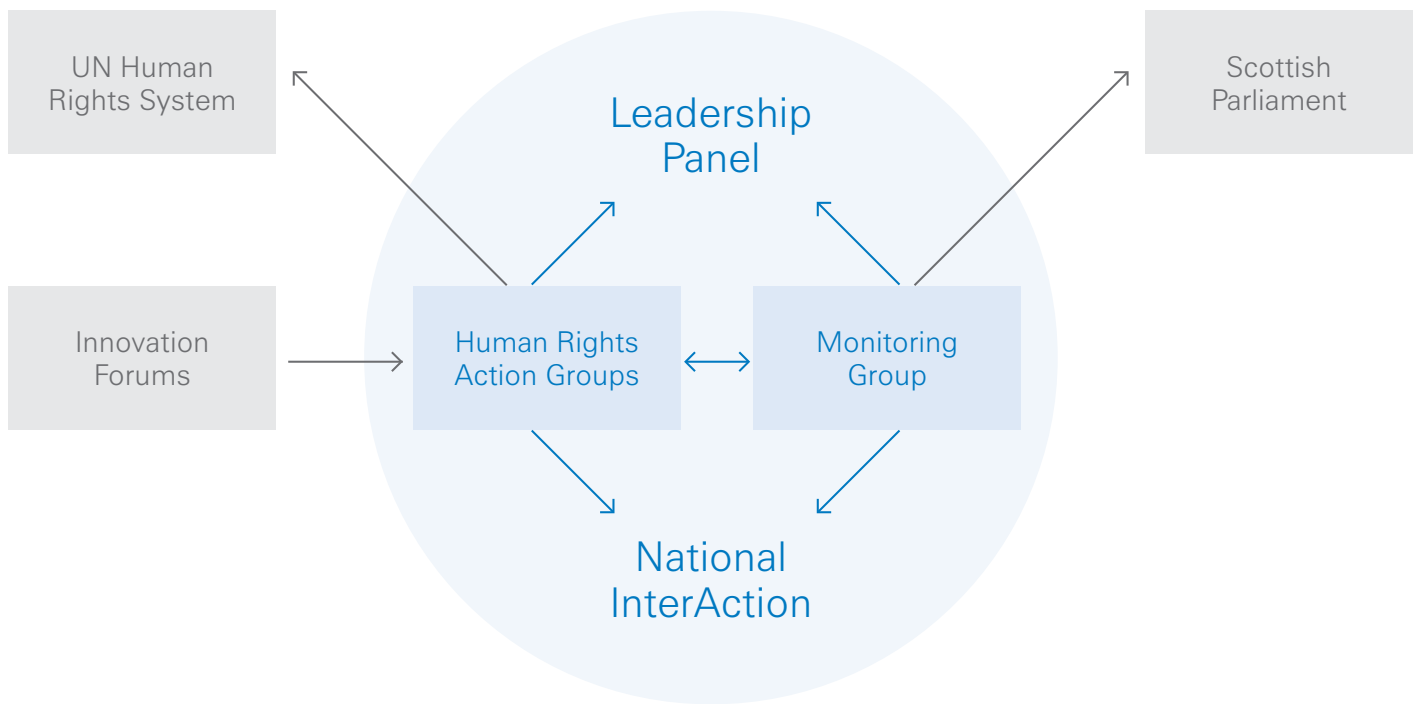 UN Human
Rights System
Leadership
Panel
Scottish
Parliament
Innovation
Forums
Human Rights
Action Groups
Monitoring
Group
National
InterAction